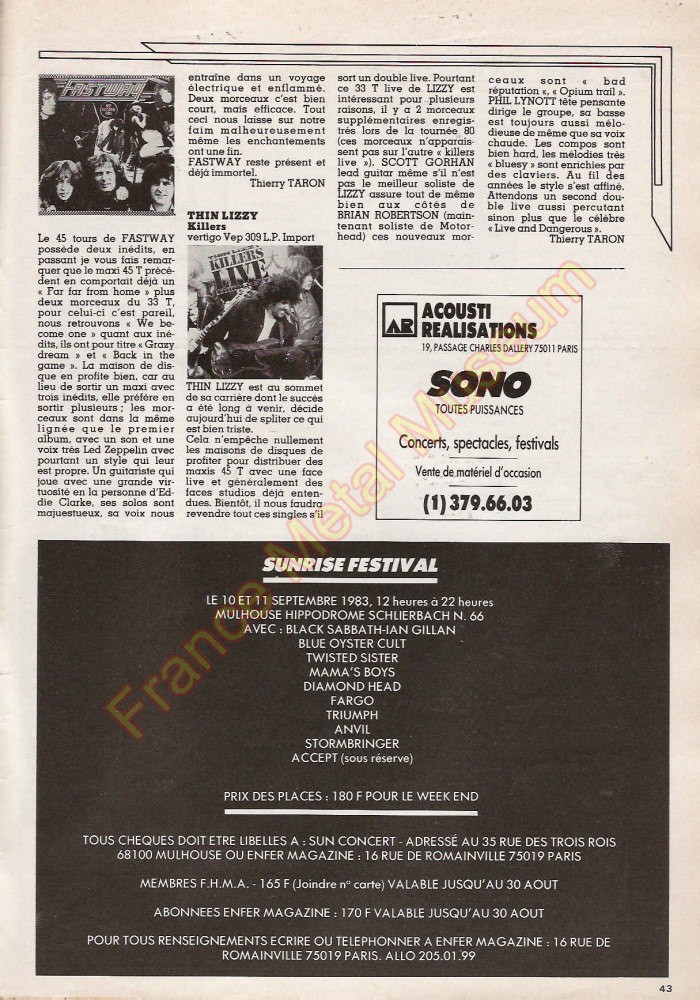 FASTWAY
Le 45 tours de FASTWAY
possède deux inédits, en
passant je vous fais remar-
quer que le maxi 45 T précé-
dent en comportait déjà un
« Far far from home » plus
deux morceaux du 33 T,
pour celui-ci c'est pareil,
nous retrouvons « We be-
come one » quant aux iné-
dits, ils ont pour titre « Grazy
dream » et « Back in the
game ». La maison de dis-
que en profite bien, car au
lieu de sortir un maxi avec
trois inédits, elle préfère en
sortir plusieurs ; les mor-
ceaux sont dans la même
lignée que le premier
album, avec un son et une
voix très Led Zeppelin avec
pourtant un style qui leur
est propre. Un guitariste qui
joue avec une grande vir-
tuosité en la personne d'Ed-
die Clarke, ses solos sont
majustueux, sa voix nous
entraîne dans un voyage
électrique et enflammé.
Deux morceaux c'est bien
court, mais efficace. Tout
ceci nous laisse sur notre
faim malheureusement
même les enchantements
ont une fin.
FASTWAY reste présent et
déjà immortel.
Thierry TARON
THIN LIZZY
Killers
vertigo Vep 309 L.P. Import
THIN LIZZY
KILLERS
LIVE
THIN LIZZY est au sommet
de sa carrière dont le succès
a été long à venir, décide
aujourd'hui de spliter ce qui
est bien triste.
Cela n'empêche nullement
les maisons de disques de
profiter pour distribuer des
maxis 45 T avec une face
live et généralement des
faces studios déjà enten-
dues. Bientôt, il nous faudra
revendre tout ces singles s'il
sort un double live. Pourtant
ce 33 T live de LIZZY est
intéressant pour plusieurs
raisons, il y a 2 morceaux
supplémentaires enregis-
trés lors de la tournée 80
(ces morceaux n'apparais-
sent pas sur l'autre « killers
live »). SCOTT GORHAN
lead guitar même s'il n'est
pas le meilleur soliste de
LIZZY assure tout de même
bien aux côtés de
BRIAN ROBERTSON (main-
tenant soliste de Motor-
head) ces nouveaux mor-
ceaux sont « bad
réputation », « Opium trail ».
PHIL LYNOTT tête pensante
dirige le groupe, sa basse
est toujours aussi mélo-
dieuse de même que sa voix
chaude. Les compos sont
bien hard, les mélodies très
« bluesy » sont enrichies par
des claviers. Au fil des
années le style s'est affiné.
Attendons un second dou-
ble live aussi percutant
sinon plus que le célèbre
« Live and Dangerous ».
Thierry TARON
AR ACOUSTI
REALISATIONS
19, PASSAGE CHARLES DALLERY 75011 PARIS
SONO
TOUTES PUISSANCES
Concerts, spectacles, festivals
Vente de matériel d'occasion
(1) 379.66.03
SUNRISE FESTIVAL
LE 10 ET 11 SEPTEMBRE 1983, 12 heures à 22 heures
MULHOUSE HIPPODROME SCHLIERBACH N. 66
AVEC : BLACK SABBATH-IAN GILLAN
BLUE OYSTER CULT
TWISTED SISTER
MAMA'S BOYS
DIAMOND HEAD
FARGO
TRIUMPH
ANVIL
STORMBRINGER
ACCEPT (sous réserve)
PRIX DES PLACES : 180 F POUR LE WEEK END
TOUS CHEQUES DOIT ETRE LIBELLES A : SUN CONCERT - ADRESSÉ AU 35 RUE DES TROIS ROIS
68100 MULHOUSE OU ENFER MAGAZINE : 16 RUE DE ROMAINVILLE 75019 PARIS
MEMBRES F.H.M.A. - 165 F (Joindre n° carte) VALABLE JUSQU'AU 30 AOUT
ABONNEES ENFER MAGAZINE : 170 F VALABLE JUSQU'AU 30 AOUT
POUR TOUS RENSEIGNEMENTS ECRIRE OU TELEPHONNER A ENFER MAGAZINE : 16 RUE DE
ROMAINVILLE 75019 PARIS. ALLO 205.01.99
43
France Metal Museum